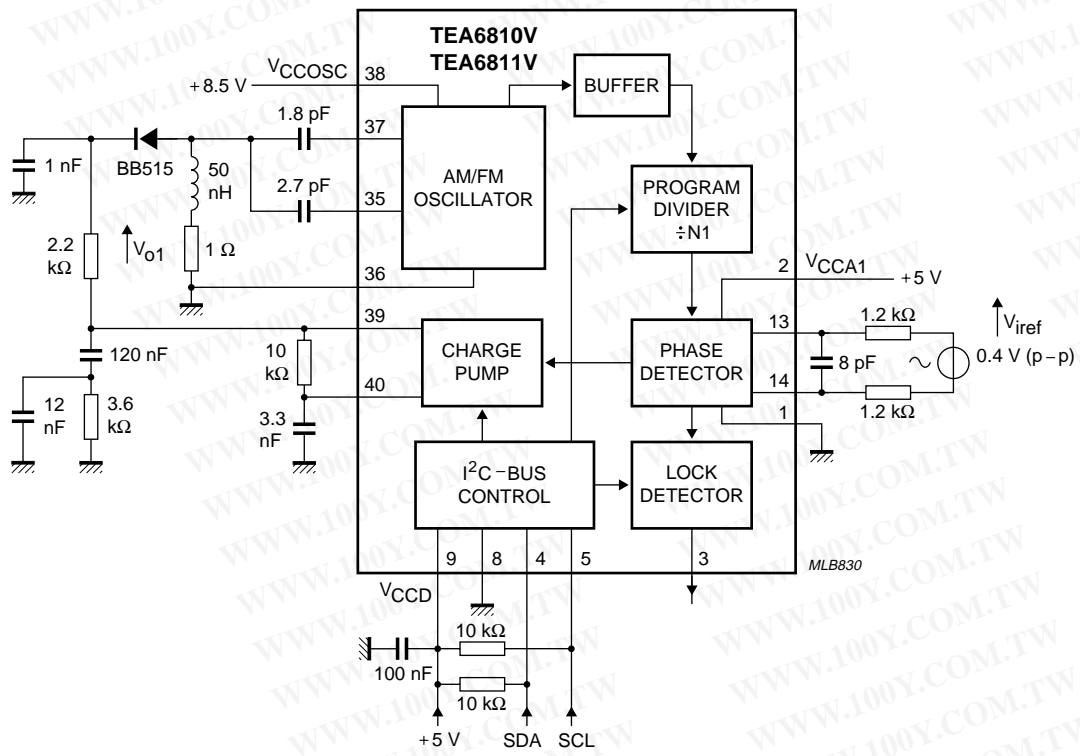 TEA6810V
TEA6811V
VCCOSC
38
+8.5 V
BUFFER
1.8 pF
37
1 nF
BB515
50
nH
AM/FM
OSCILLATOR
PROGRAM
DIVIDER
÷N1
2.7 pF
35
2.2
kΩ
Vo1
1 Ω
36
2
VCCA1
+5 V
39
13
1.2 kΩ
Viref
120 nF
10
kΩ
CHARGE
PUMP
PHASE
DETECTOR
8 pF
0.4 V (p−p)
40
14
1.2 kΩ
1
12
nF
3.6
kΩ
3.3
nF
I2C−BUS
CONTROL
LOCK
DETECTOR
9
8
4
5
3
MLB830
VCCD
10 kΩ
100 nF
10 kΩ
+5 V
SDA
SCL
WWW.100Y.COM.TW